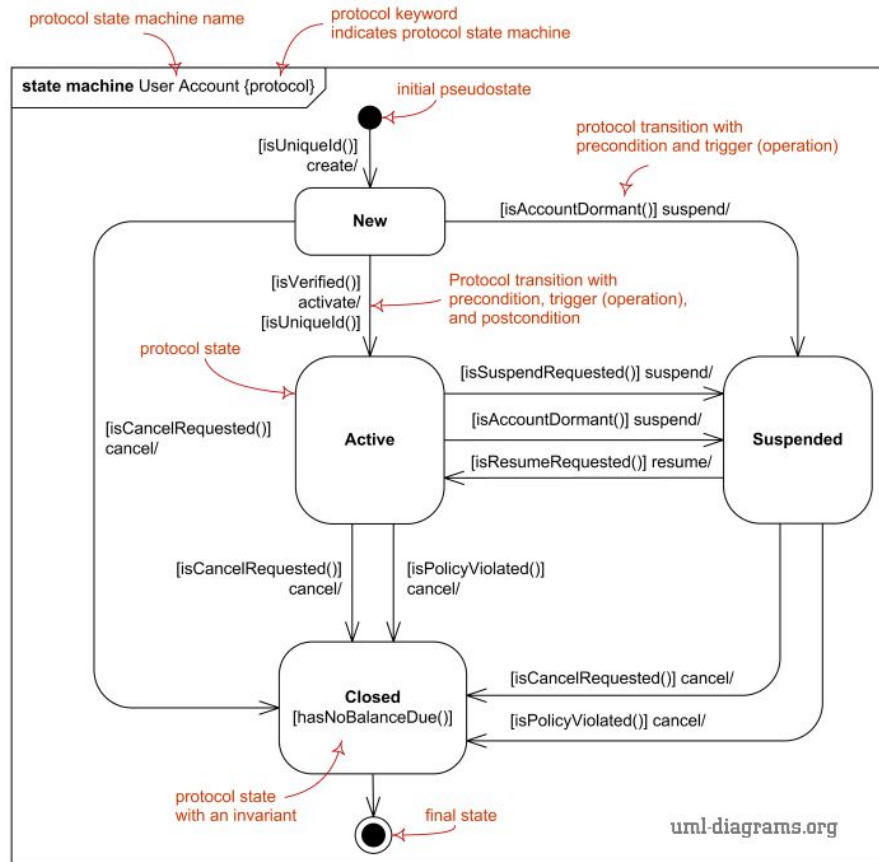 protocol state machine name
protocol keyword
indicates protocol state machine
state machine User Account {protocol}
initial pseudostate
[isUniqueId()]
create/
protocol transition with
precondition and trigger (operation)
New
[isAccountDormant()] suspend/
[isVerified()]
activate/
[isUniqueId()]
Protocol transition with
precondition, trigger (operation),
and postcondition
protocol state
[isCancelRequested()]
cancel/
Active
[isSuspendRequested()] suspend/
[isAccountDormant()] suspend/
[isResumeRequested()] resume/
Suspended
[isCancelRequested()]
cancel/
[isPolicyViolated()]
cancel/
Closed
[hasNoBalanceDue()]
[isCancelRequested()] cancel/
[isPolicyViolated()] cancel/
protocol state
with an invariant
final state
uml-diagrams.org